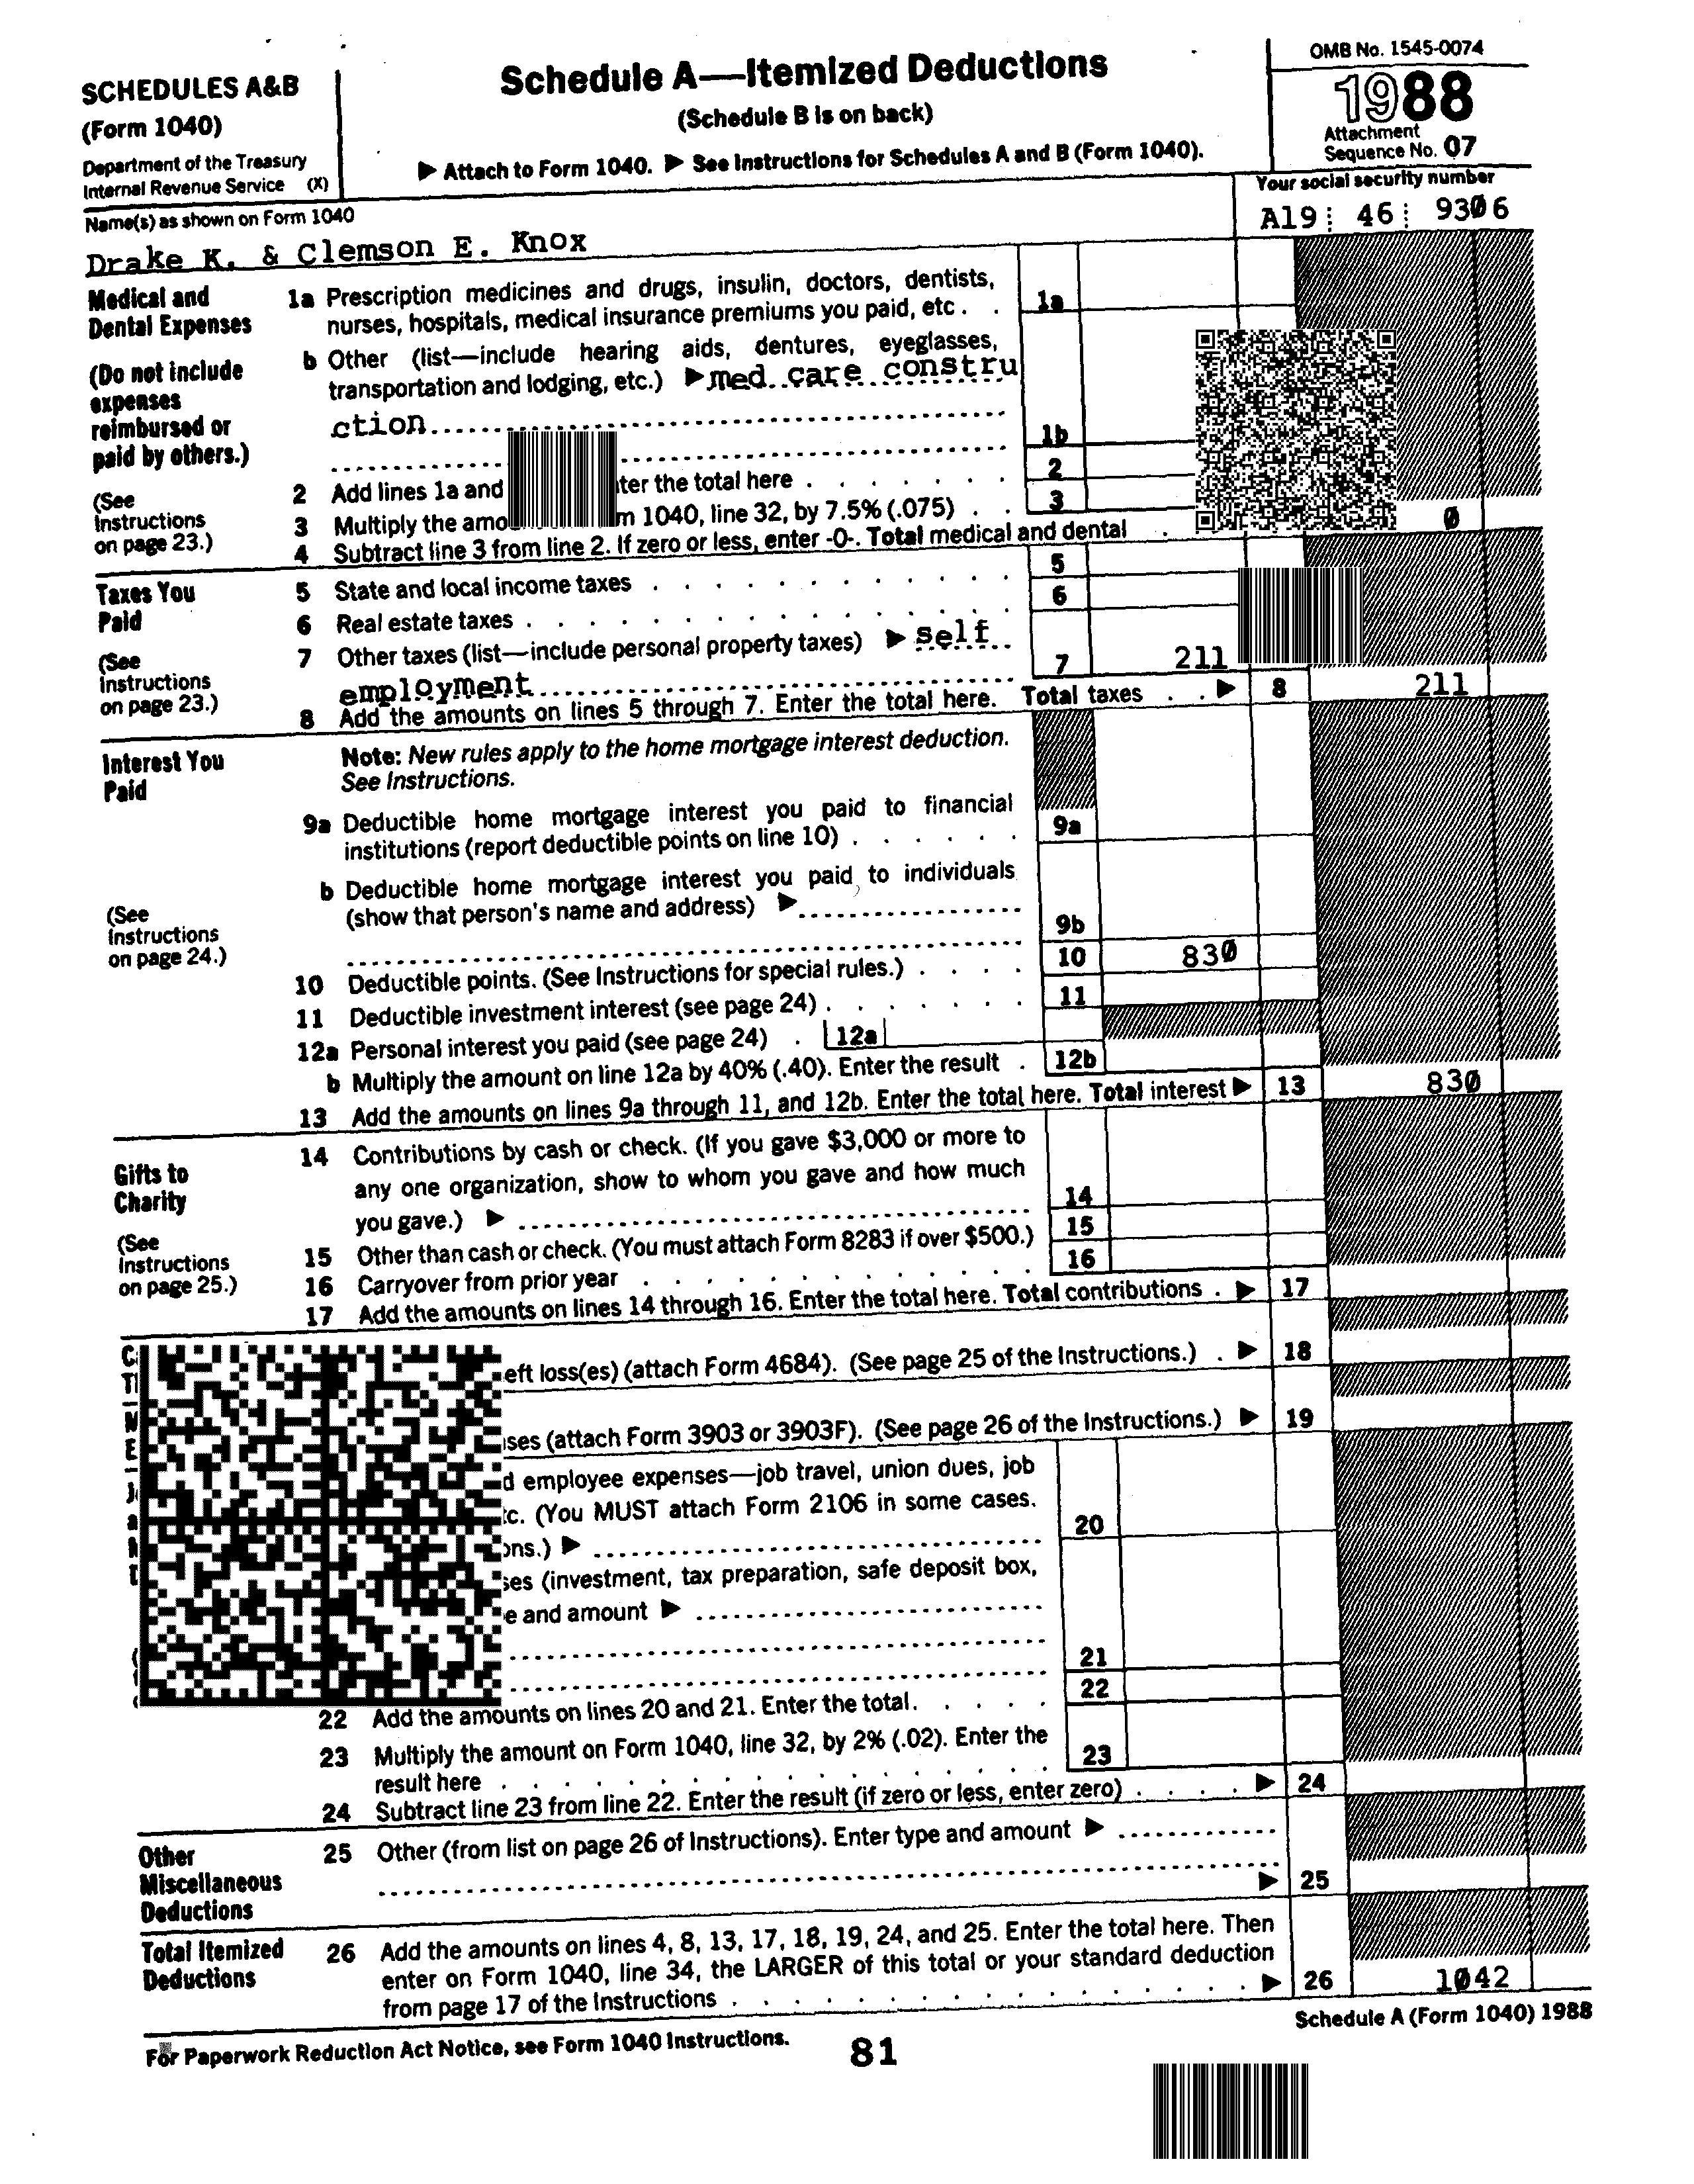 SCHEDULES A&B
(Form 1040)
Department of the Treasury
Internal Revenue Service (X)
Schedule A—Itemized Deductions
(Schedule B is on back)
▶ Attach to Form 1040. ▶ See Instructions for Schedules A and B (Form 1040).
OMB No. 1545-0074
1988
Attachment
Sequence No. 07
Name(s) as shown on Form 1040
Your social security number
Drake K. & Clemson E. Knox
A19 46 9306
Medical and
Dental Expenses
(Do not include
expenses
reimbursed or
paid by others.)
(See
Instructions
on page 23.)
1a Prescription medicines and drugs, insulin, doctors, dentists,
nurses, hospitals, medical insurance premiums you paid, etc . . 1a
b Other (list—include hearing aids, dentures, eyeglasses,
transportation and lodging, etc.) ▶ med care constru
ction 1b
2 Add lines 1a and ter the total here . . . . . . . 2
3 Multiply the amo m 1040, line 32, by 7.5% (.075) . . 3
4 Subtract line 3 from line 2. If zero or less, enter -0-. Total medical and dental . 0
Taxes You
Paid
(See
Instructions
on page 23.)
5 State and local income taxes . . . . . . . . . . . 5
6 Real estate taxes . . . . . . . . . . . . . . 6
7 Other taxes (list—include personal property taxes) ▶ self
employment 7 211
8 Add the amounts on lines 5 through 7. Enter the total here. Total taxes . . ▶ 8 211
Interest You
Paid
(See
Instructions
on page 24.)
Note: New rules apply to the home mortgage interest deduction.
See Instructions.
9a Deductible home mortgage interest you paid to financial
institutions (report deductible points on line 10) . . . . . . 9a
b Deductible home mortgage interest you paid to individuals
(show that person's name and address) ▶
9b
10 Deductible points. (See Instructions for special rules.) . . . . 10 830
11 Deductible investment interest (see page 24) . . . . . . . 11
12a Personal interest you paid (see page 24) . 12a
b Multiply the amount on line 12a by 40% (.40). Enter the result . 12b
13 Add the amounts on lines 9a through 11, and 12b. Enter the total here. Total interest ▶ 13 830
Gifts to
Charity
(See
Instructions
on page 25.)
14 Contributions by cash or check. (If you gave $3,000 or more to
any one organization, show to whom you gave and how much
you gave.) ▶ 14
15 Other than cash or check. (You must attach Form 8283 if over $500.) 15
16 Carryover from prior year . . . . . . . . . . . . 16
17 Add the amounts on lines 14 through 16. Enter the total here. Total contributions . ▶ 17
eft loss(es) (attach Form 4684). (See page 25 of the Instructions.) . ▶ 18
ses (attach Form 3903 or 3903F). (See page 26 of the Instructions.) ▶ 19
d employee expenses—job travel, union dues, job
tc. (You MUST attach Form 2106 in some cases.
ons.) ▶ 20
ses (investment, tax preparation, safe deposit box,
e and amount ▶
21
22 Add the amounts on lines 20 and 21. Enter the total . . . . . 22
23 Multiply the amount on Form 1040, line 32, by 2% (.02). Enter the
result here . . . . . . . . . . . . . . . 23
24 Subtract line 23 from line 22. Enter the result (if zero or less, enter zero) . . . . ▶ 24
Other
Miscellaneous
Deductions
25 Other (from list on page 26 of Instructions). Enter type and amount ▶
▶ 25
Total Itemized
Deductions
26 Add the amounts on lines 4, 8, 13, 17, 18, 19, 24, and 25. Enter the total here. Then
enter on Form 1040, line 34, the LARGER of this total or your standard deduction
from page 17 of the Instructions . . . . . . . . . . . . . . ▶ 26 1042
For Paperwork Reduction Act Notice, see Form 1040 Instructions.
81
Schedule A (Form 1040) 1988